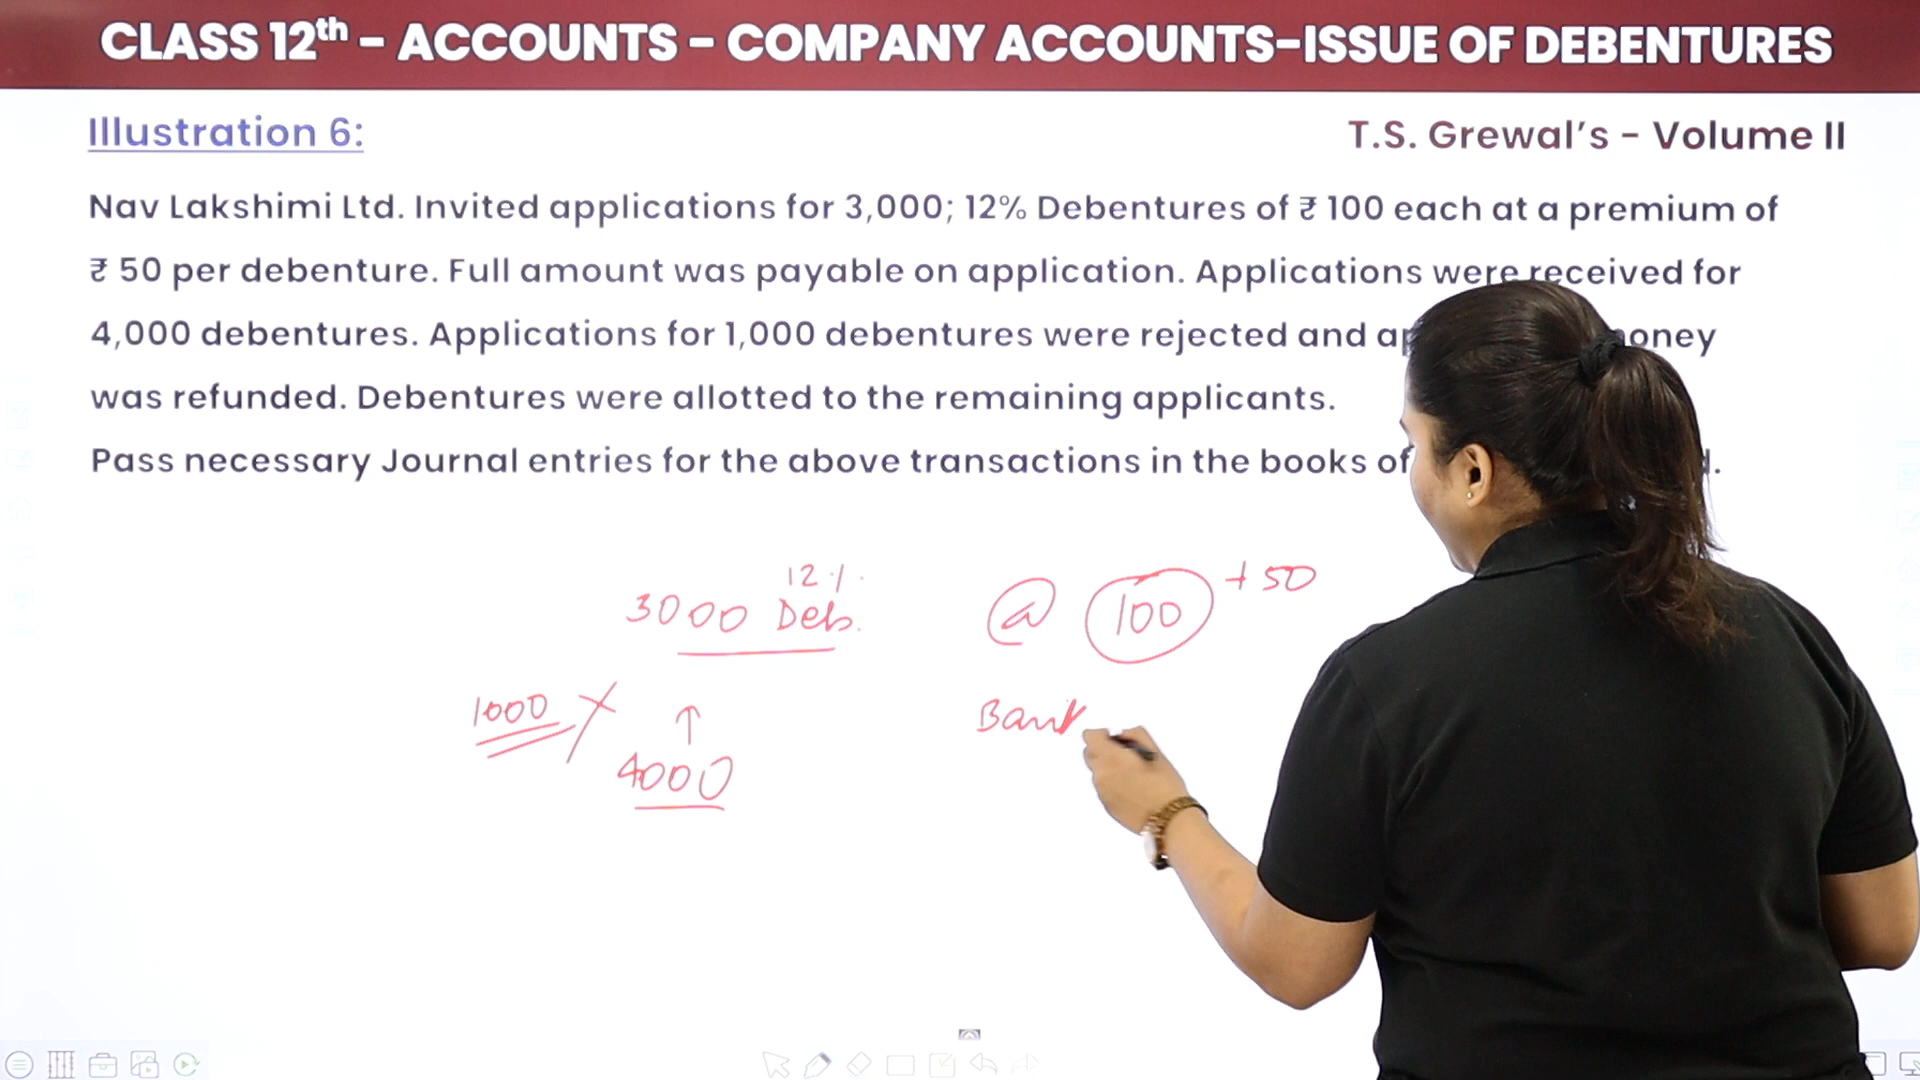 CLASS 12th - ACCOUNTS - COMPANY ACCOUNTS-ISSUE OF DEBENTURES
Illustration 6:
T.S. Grewal's - Volume II
Nav Lakshimi Ltd. Invited applications for 3,000; 12% Debentures of ₹ 100 each at a premium of
₹ 50 per debenture. Full amount was payable on application. Applications were received for
4,000 debentures. Applications for 1,000 debentures were rejected and
was refunded. Debentures were allotted to the remaining applicants.
Pass necessary Journal entries for the above transactions in the books of
12%.
3000 Deb. @ 100 + 50
1000
4000
Bank